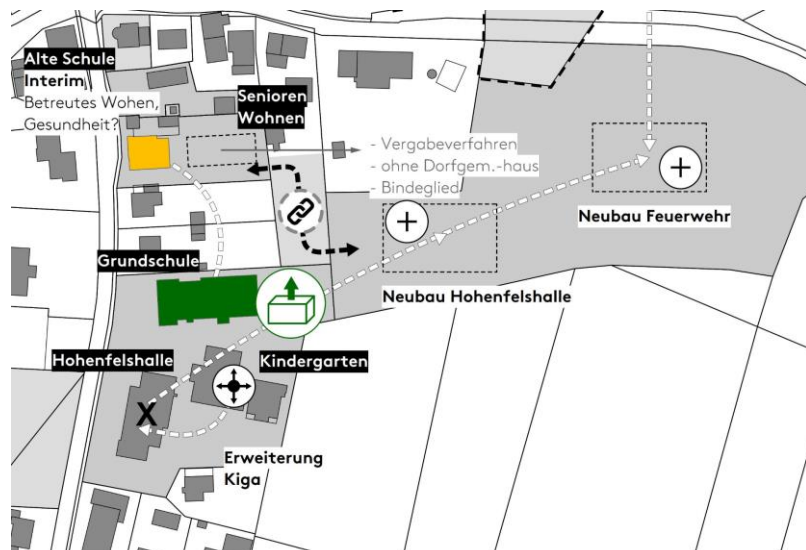 Alte Schule
Interim
Betreutes Wohnen,
Gesundheit?
Senioren
Wohnen
- Vergabeverfahren
- ohne Dorfgem.-haus
- Bindeglied
Neubau Feuerwehr
Grundschule
Neubau Hohenfelshalle
Hohenfelshalle
Kindergarten
X
Erweiterung
Kiga